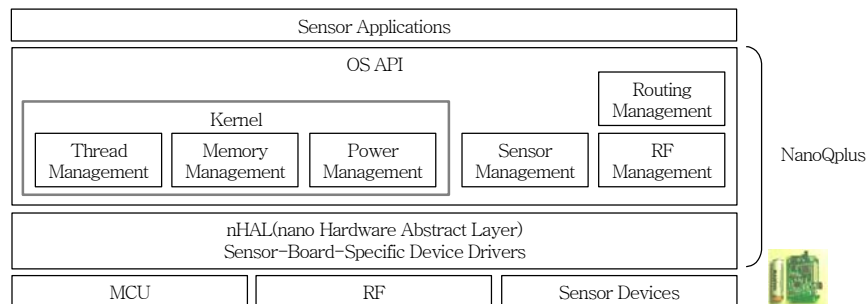 Sensor Applications
OS API
Routing
Management
Kernel
Thread
Management
Memory
Management
Power
Management
Sensor
Management
RF
Management
NanoQplus
nHAL(nano Hardware Abstract Layer)
Sensor-Board-Specific Device Drivers
MCU
RF
Sensor Devices